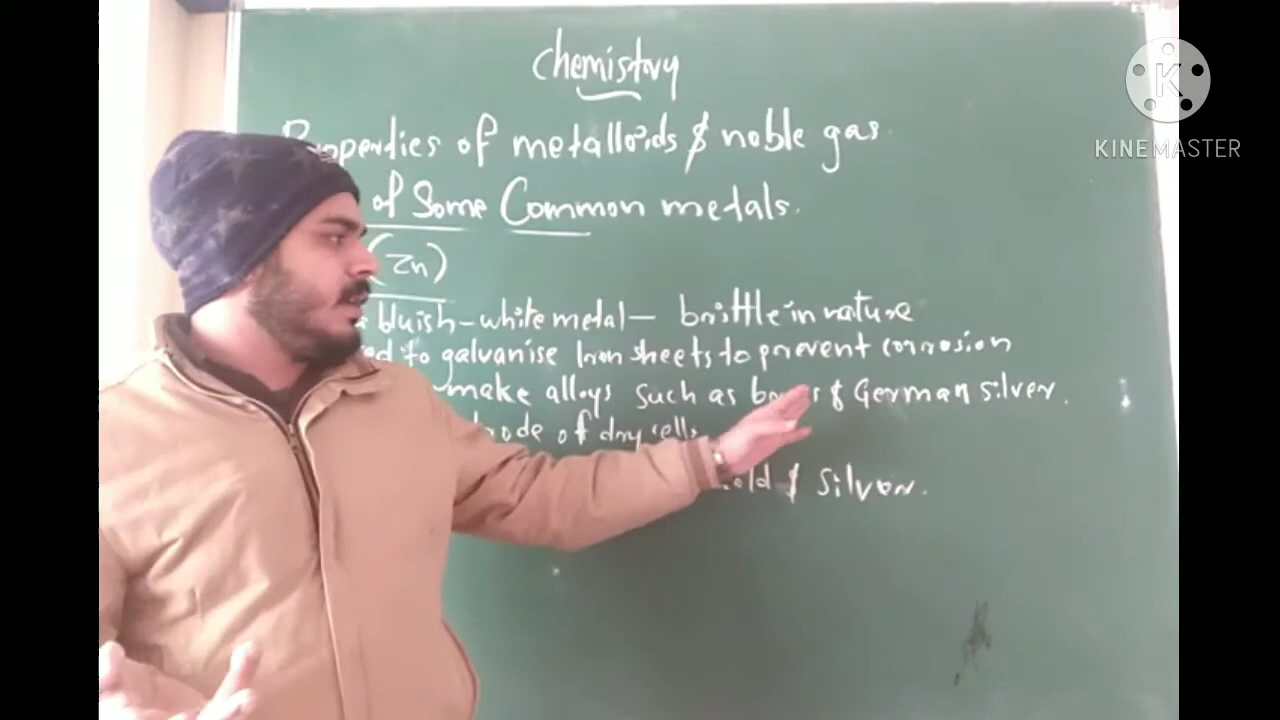 Chemistry
KINEMASTER
Properties of metalloids & noble gas.
of Some Common metals.
(Zn)
bluish-white metal - brittle in nature
to galvanise Iron sheets to prevent corrosion
make alloys such as & German silver.
of dry cells
& silver.